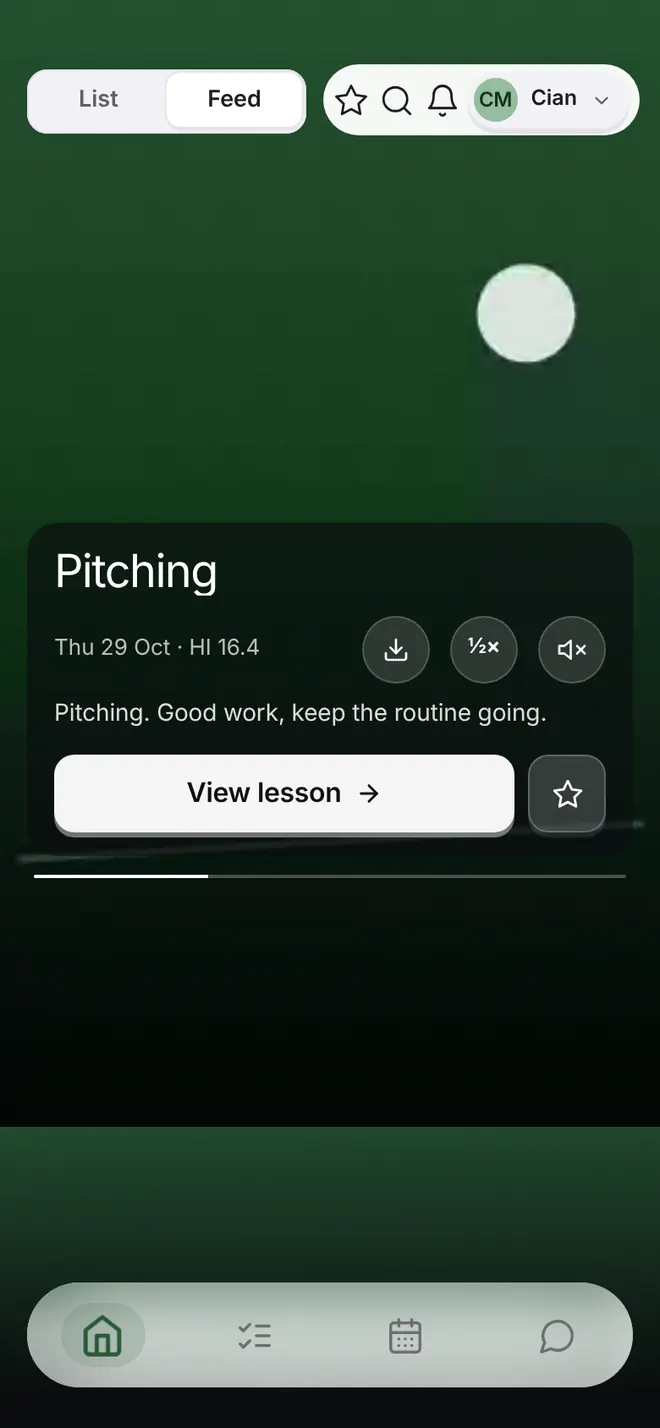 List
Feed
CM
Cian
Pitching
Thu 29 Oct · HI 16.4
½×
Pitching. Good work, keep the routine going.
View lesson →